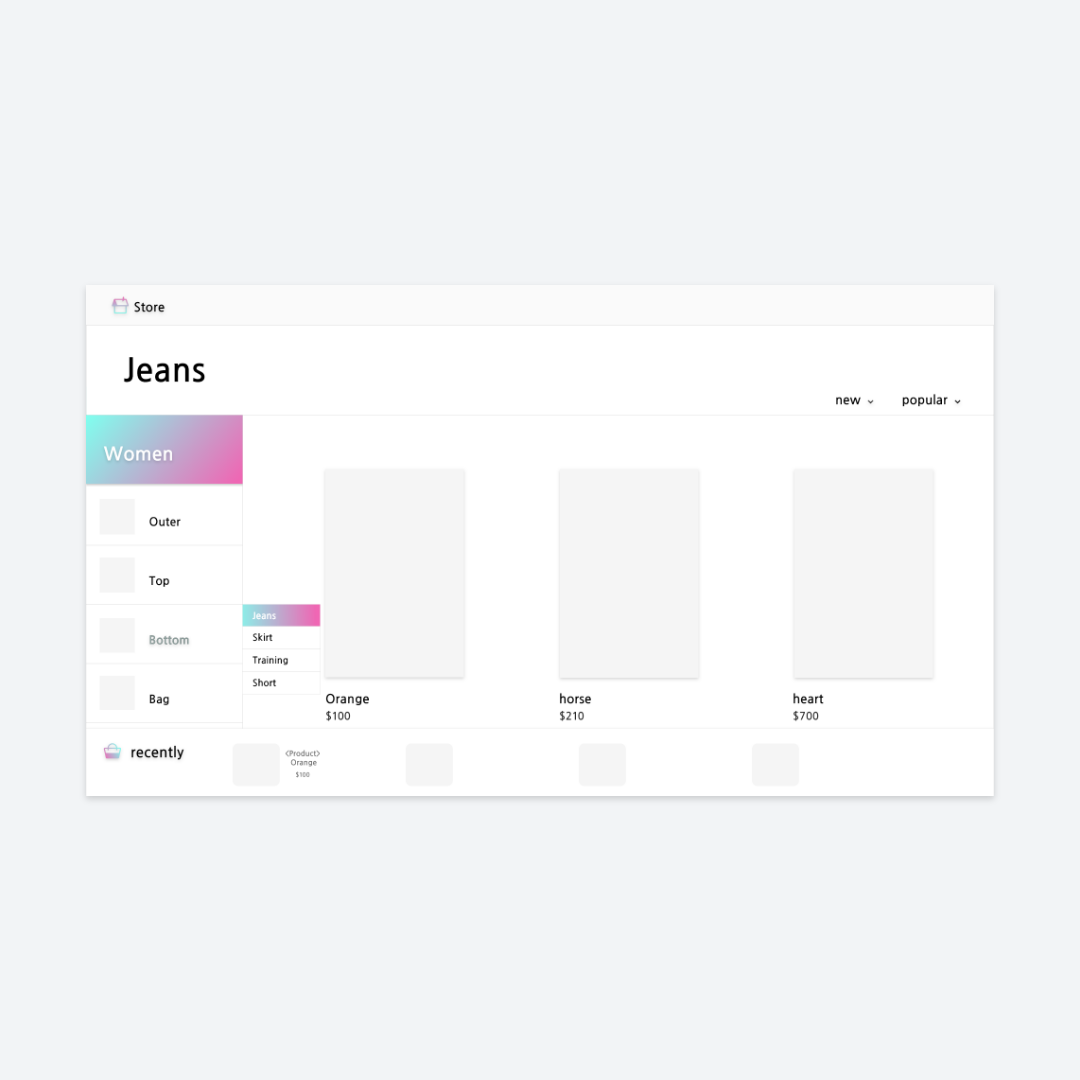 Store
Jeans
new
popular
Women
Outer
Top
Bottom
Bag
Jeans
Skirt
Training
Short
Orange
$100
horse
$210
heart
$700
recently
<Product>
Orange
$100